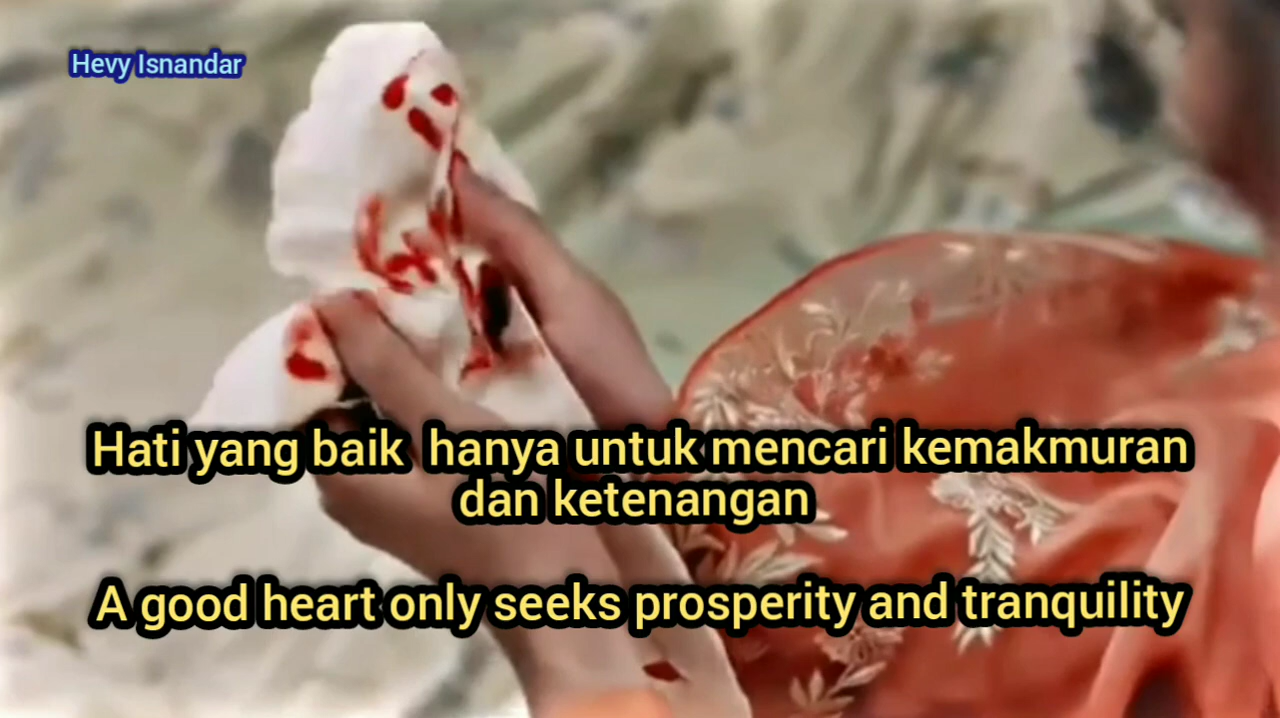 Hevy Isnandar
Hati yang baik hanya untuk mencari kemakmuran
dan ketenangan
A good heart only seeks prosperity and tranquility